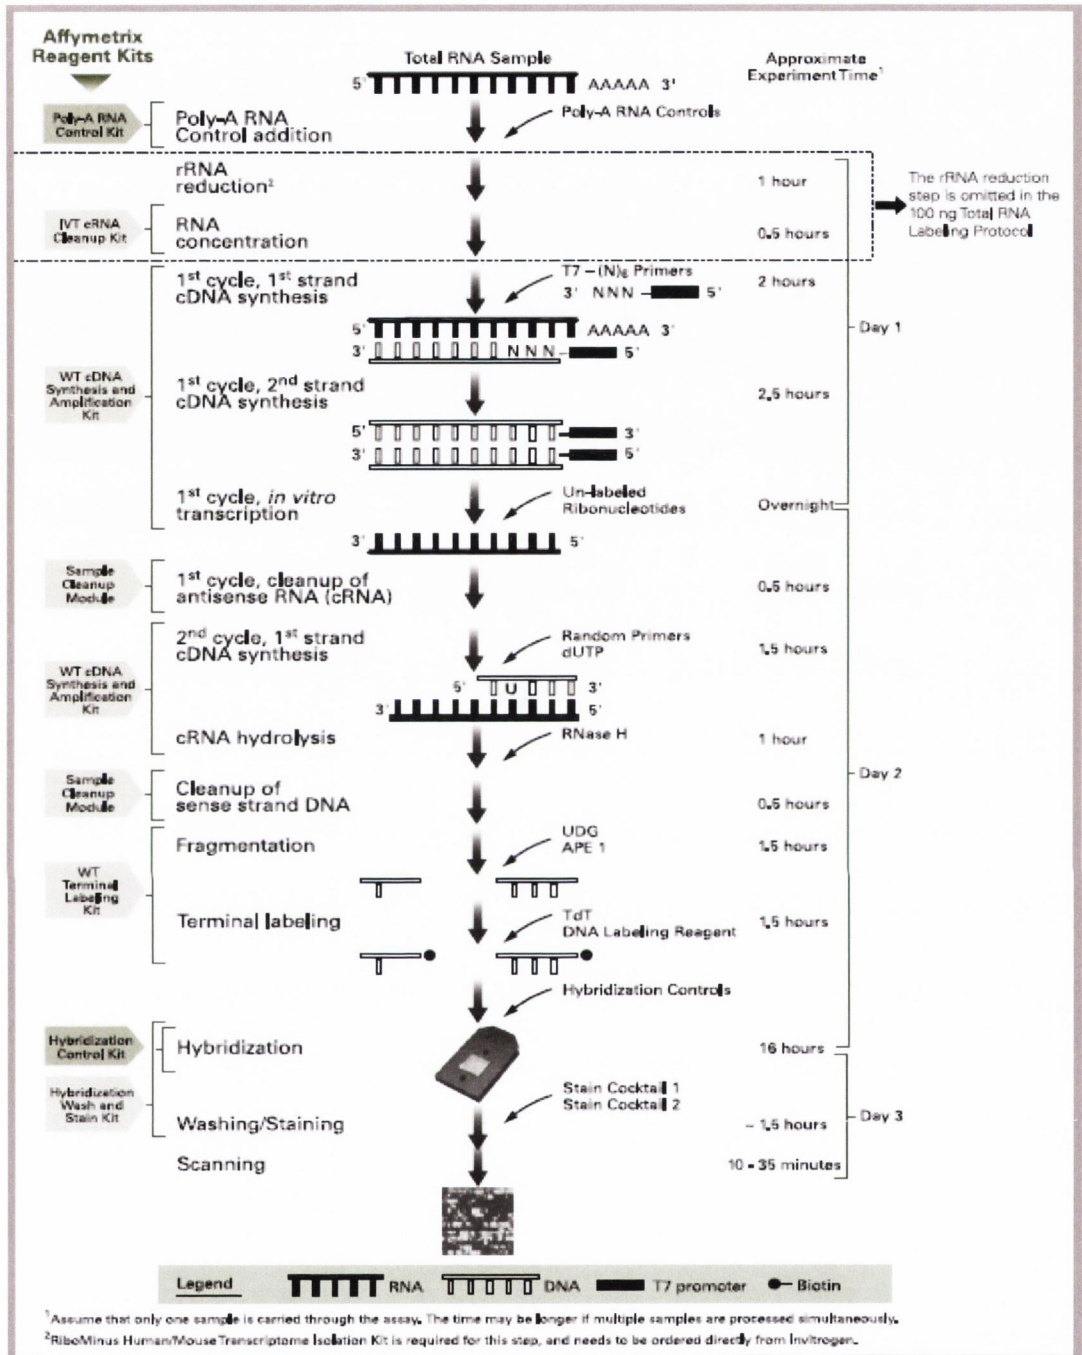 Affymetrix
Reagent Kits
Total RNA Sample
Approximate
Experiment Time¹
5' AAAAA 3'
Poly-A RNA
Control Kit
Poly-A RNA
Control addition
Poly-A RNA Controls
rRNA
reduction²
1 hour
The rRNA reduction
step is omitted in the
100 ng Total RNA
Labeling Protocol
IVT cRNA
Cleanup Kit
RNA
concentration
0.5 hours
1st cycle, 1st strand
cDNA synthesis
T7 – (N)6 Primers
3' NNN 5'
2 hours
5' AAAAA 3'
3' N N N 5'
Day 1
WT cDNA
Synthesis and
Amplification
Kit
1st cycle, 2nd strand
cDNA synthesis
2.5 hours
5' 3'
3' 5'
1st cycle, in vitro
transcription
Un-labeled
Ribonucleotides
Overnight
3' 5'
Sample
Cleanup
Module
1st cycle, cleanup of
antisense RNA (cRNA)
0.5 hours
2nd cycle, 1st strand
cDNA synthesis
Random Primers
dUTP
1.5 hours
WT cDNA
Synthesis and
Amplification
Kit
5' U 3'
3' 5'
cRNA hydrolysis
RNase H
1 hour
Day 2
Sample
Cleanup
Module
Cleanup of
sense strand DNA
0.5 hours
Fragmentation
UDG
APE 1
1.5 hours
WT
Terminal
Labeling
Kit
Terminal labeling
TdT
DNA Labeling Reagent
1.5 hours
Hybridization Controls
Hybridization
Control Kit
Hybridization
16 hours
Hybridization
Wash and
Stain Kit
Stain Cocktail 1
Stain Cocktail 2
Washing/Staining
~ 1.5 hours
Day 3
Scanning
10 - 35 minutes
Legend RNA DNA T7 promoter Biotin
¹Assume that only one sample is carried through the assay. The time may be longer if multiple samples are processed simultaneously.
²RiboMinus Human/Mouse Transcriptome Isolation Kit is required for this step, and needs to be ordered directly from Invitrogen.